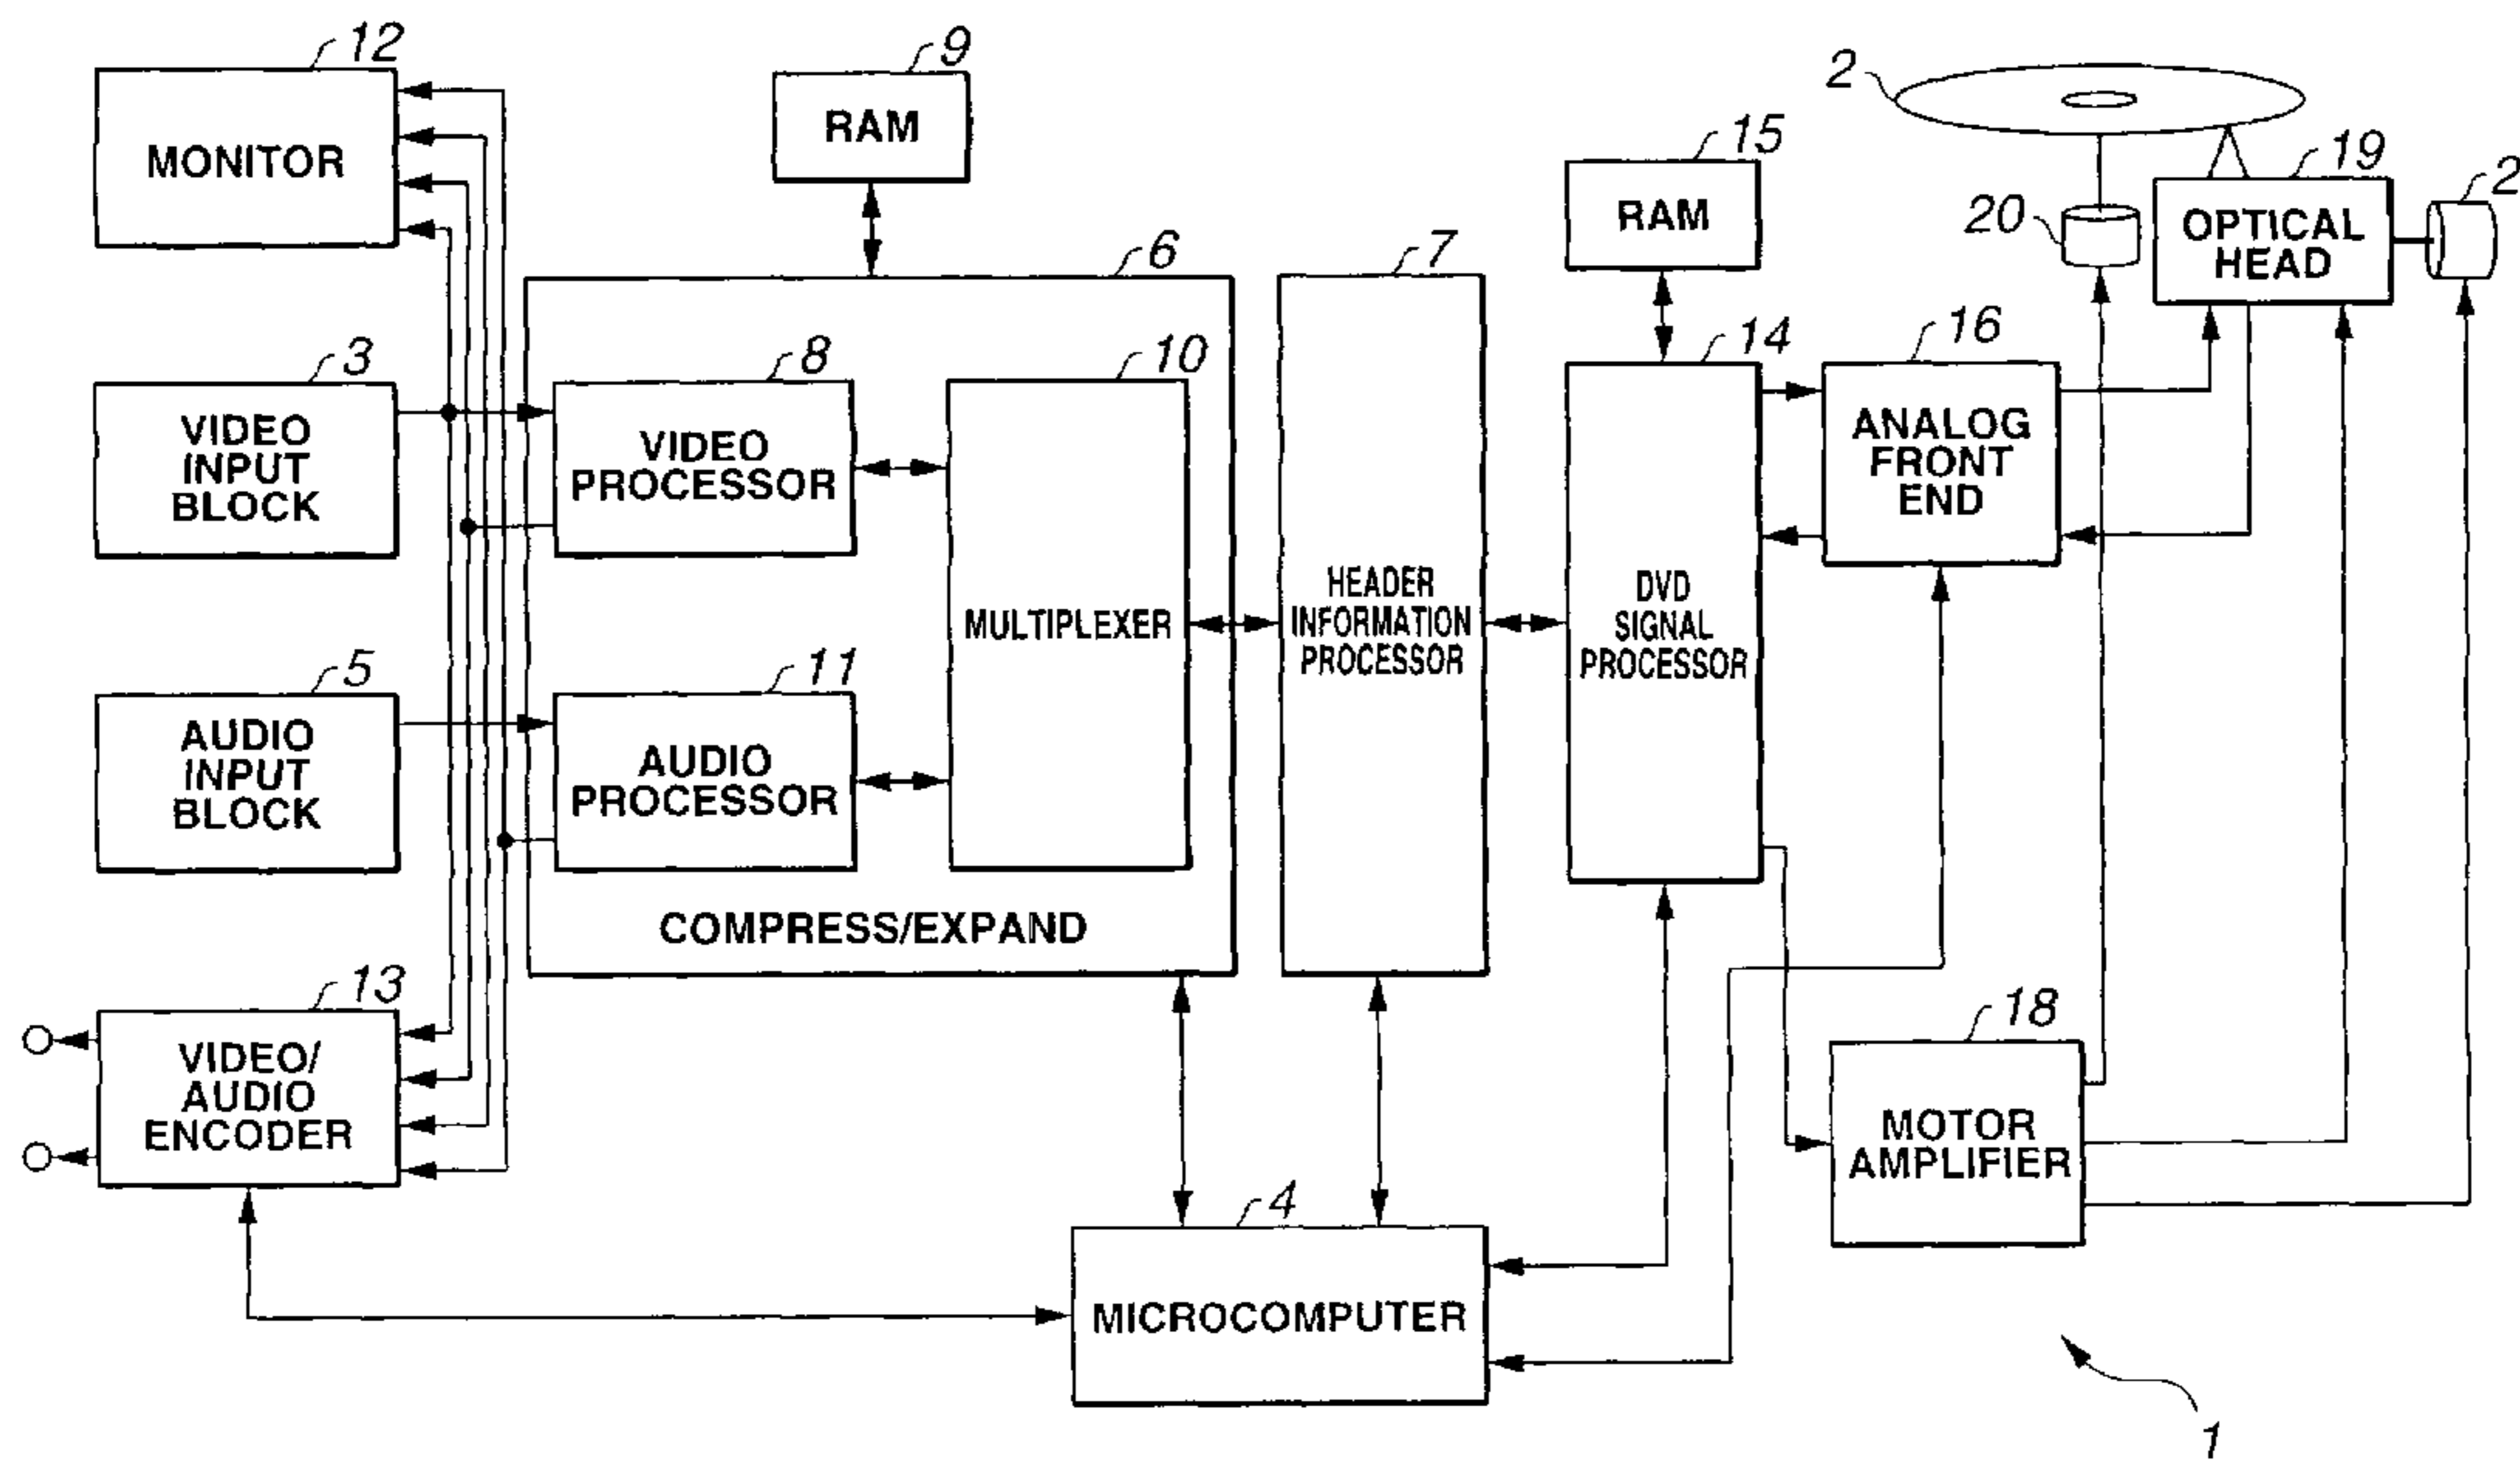 12
MONITOR
9
RAM
2
15
RAM
19
OPTICAL
HEAD
2
20
6
7
3
VIDEO
INPUT
BLOCK
8
VIDEO
PROCESSOR
10
MULTIPLEXER
HEADER
INFORMATION
PROCESSOR
14
DVD
SIGNAL
PROCESSOR
16
ANALOG
FRONT
END
5
AUDIO
INPUT
BLOCK
11
AUDIO
PROCESSOR
COMPRESS/EXPAND
13
VIDEO/
AUDIO
ENCODER
18
MOTOR
AMPLIFIER
4
MICROCOMPUTER
1